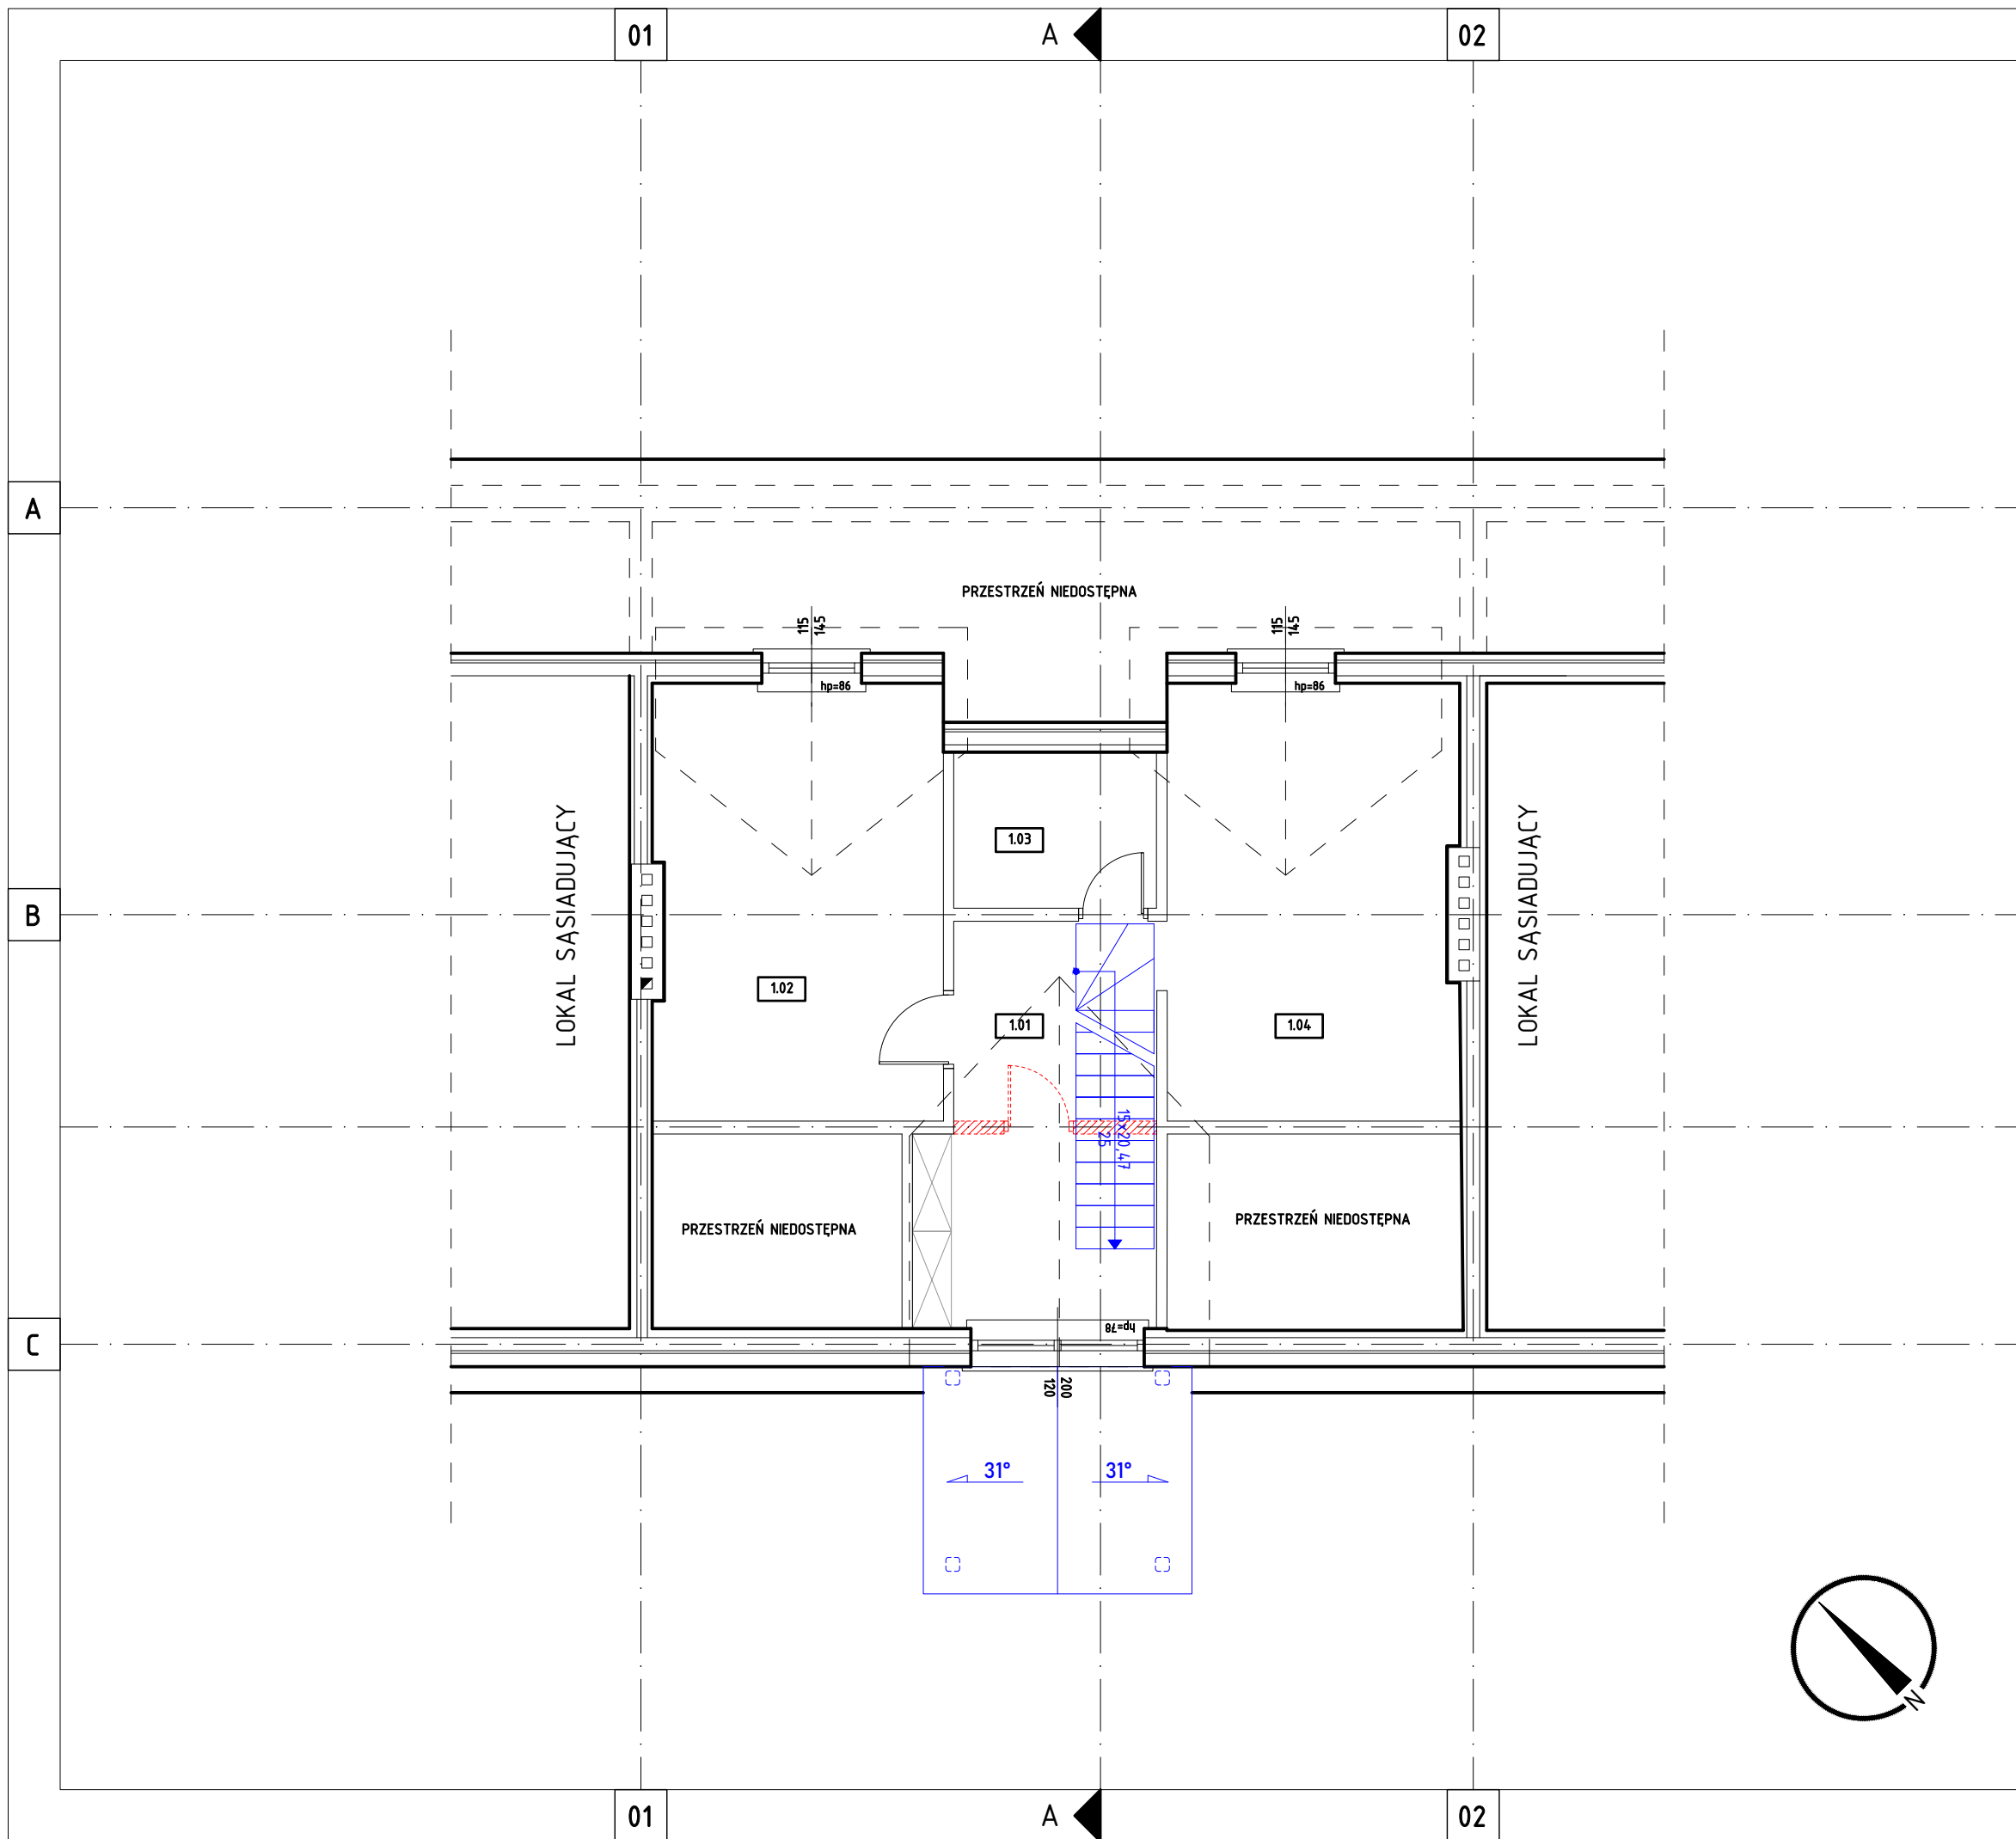 01
A
02
A
PRZESTRZEŃ NIEDOSTĘPNA
115
145
115
145
hp=86
hp=86
LOKAL SĄSIADUJĄCY
LOKAL SĄSIADUJĄCY
1.03
B
1.02
1.01
1.04
15x20,47
25
PRZESTRZEŃ NIEDOSTĘPNA
PRZESTRZEŃ NIEDOSTĘPNA
hp=78
C
120
200
31°
31°
N
01
A
02